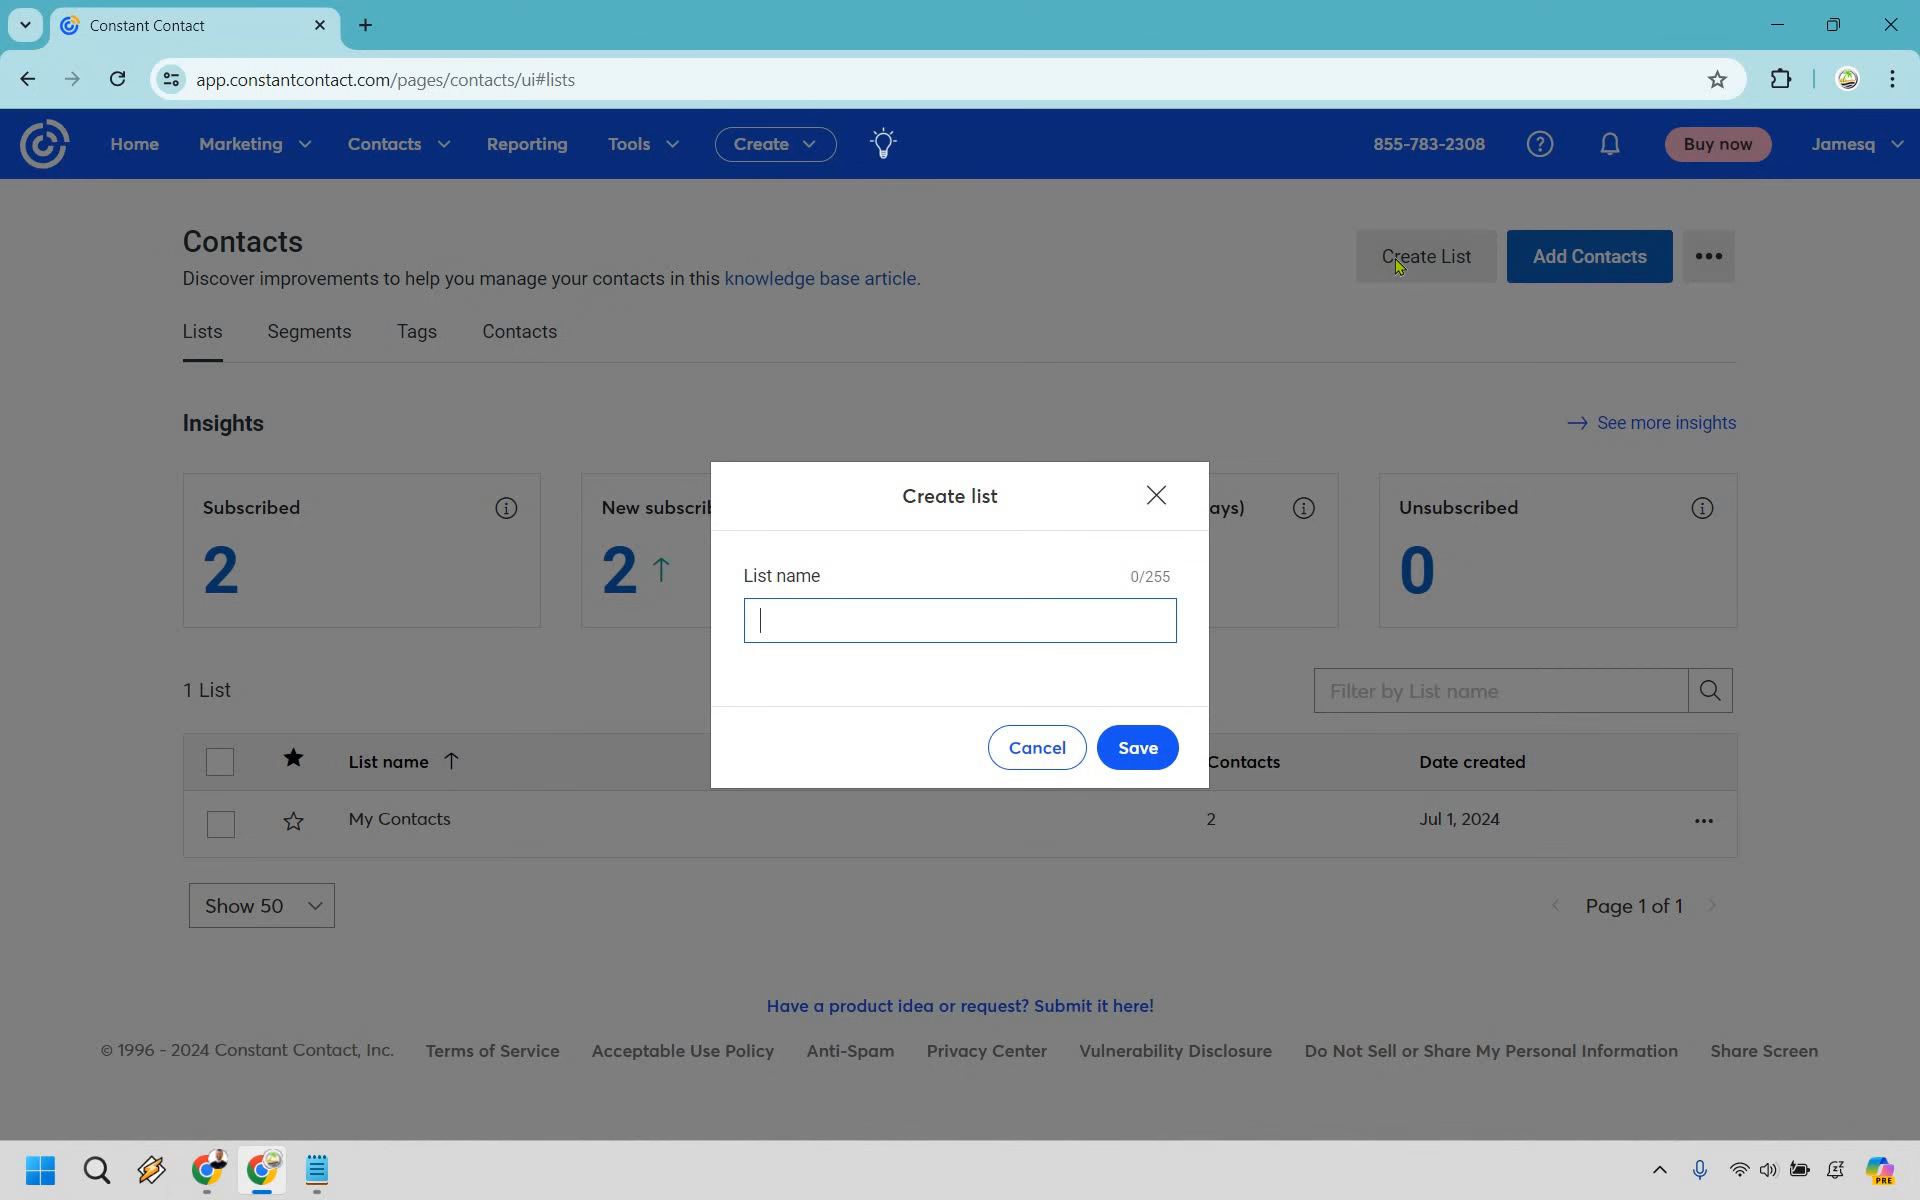 Constant Contact
app.constantcontact.com/pages/contacts/ui#lists
Home Marketing Contacts Reporting Tools Create 855-783-2308 Buy now Jamesq
Contacts
Create List Add Contacts
Discover improvements to help you manage your contacts in this knowledge base article.
Lists Segments Tags Contacts
Insights
See more insights
Create list
Subscribed New subscri ays) Unsubscribed
2 2 0
List name 0/255
1 List
Filter by List name
Cancel Save
List name Contacts Date created
My Contacts 2 Jul 1, 2024
Show 50 Page 1 of 1
Have a product idea or request? Submit it here!
© 1996 - 2024 Constant Contact, Inc. Terms of Service Acceptable Use Policy Anti-Spam Privacy Center Vulnerability Disclosure Do Not Sell or Share My Personal Information Share Screen
PRE